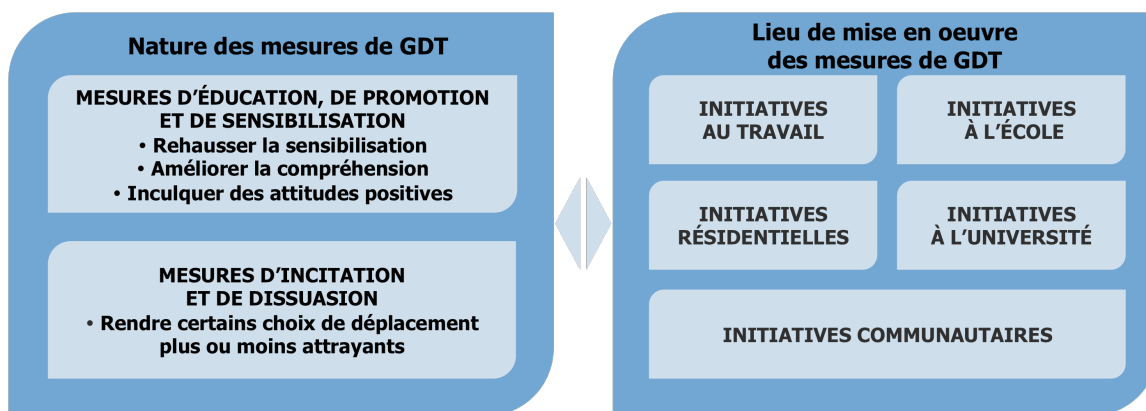 Nature des mesures de GDT
MESURES D'ÉDUCATION, DE PROMOTION
ET DE SENSIBILISATION
• Rehausser la sensibilisation
• Améliorer la compréhension
• Inculquer des attitudes positives
MESURES D'INCITATION
ET DE DISSUASION
• Rendre certains choix de déplacement
plus ou moins attrayants
Lieu de mise en oeuvre
des mesures de GDT
INITIATIVES
AU TRAVAIL
INITIATIVES
À L'ÉCOLE
INITIATIVES
RÉSIDENTIELLES
INITIATIVES
À L'UNIVERSITÉ
INITIATIVES COMMUNAUTAIRES